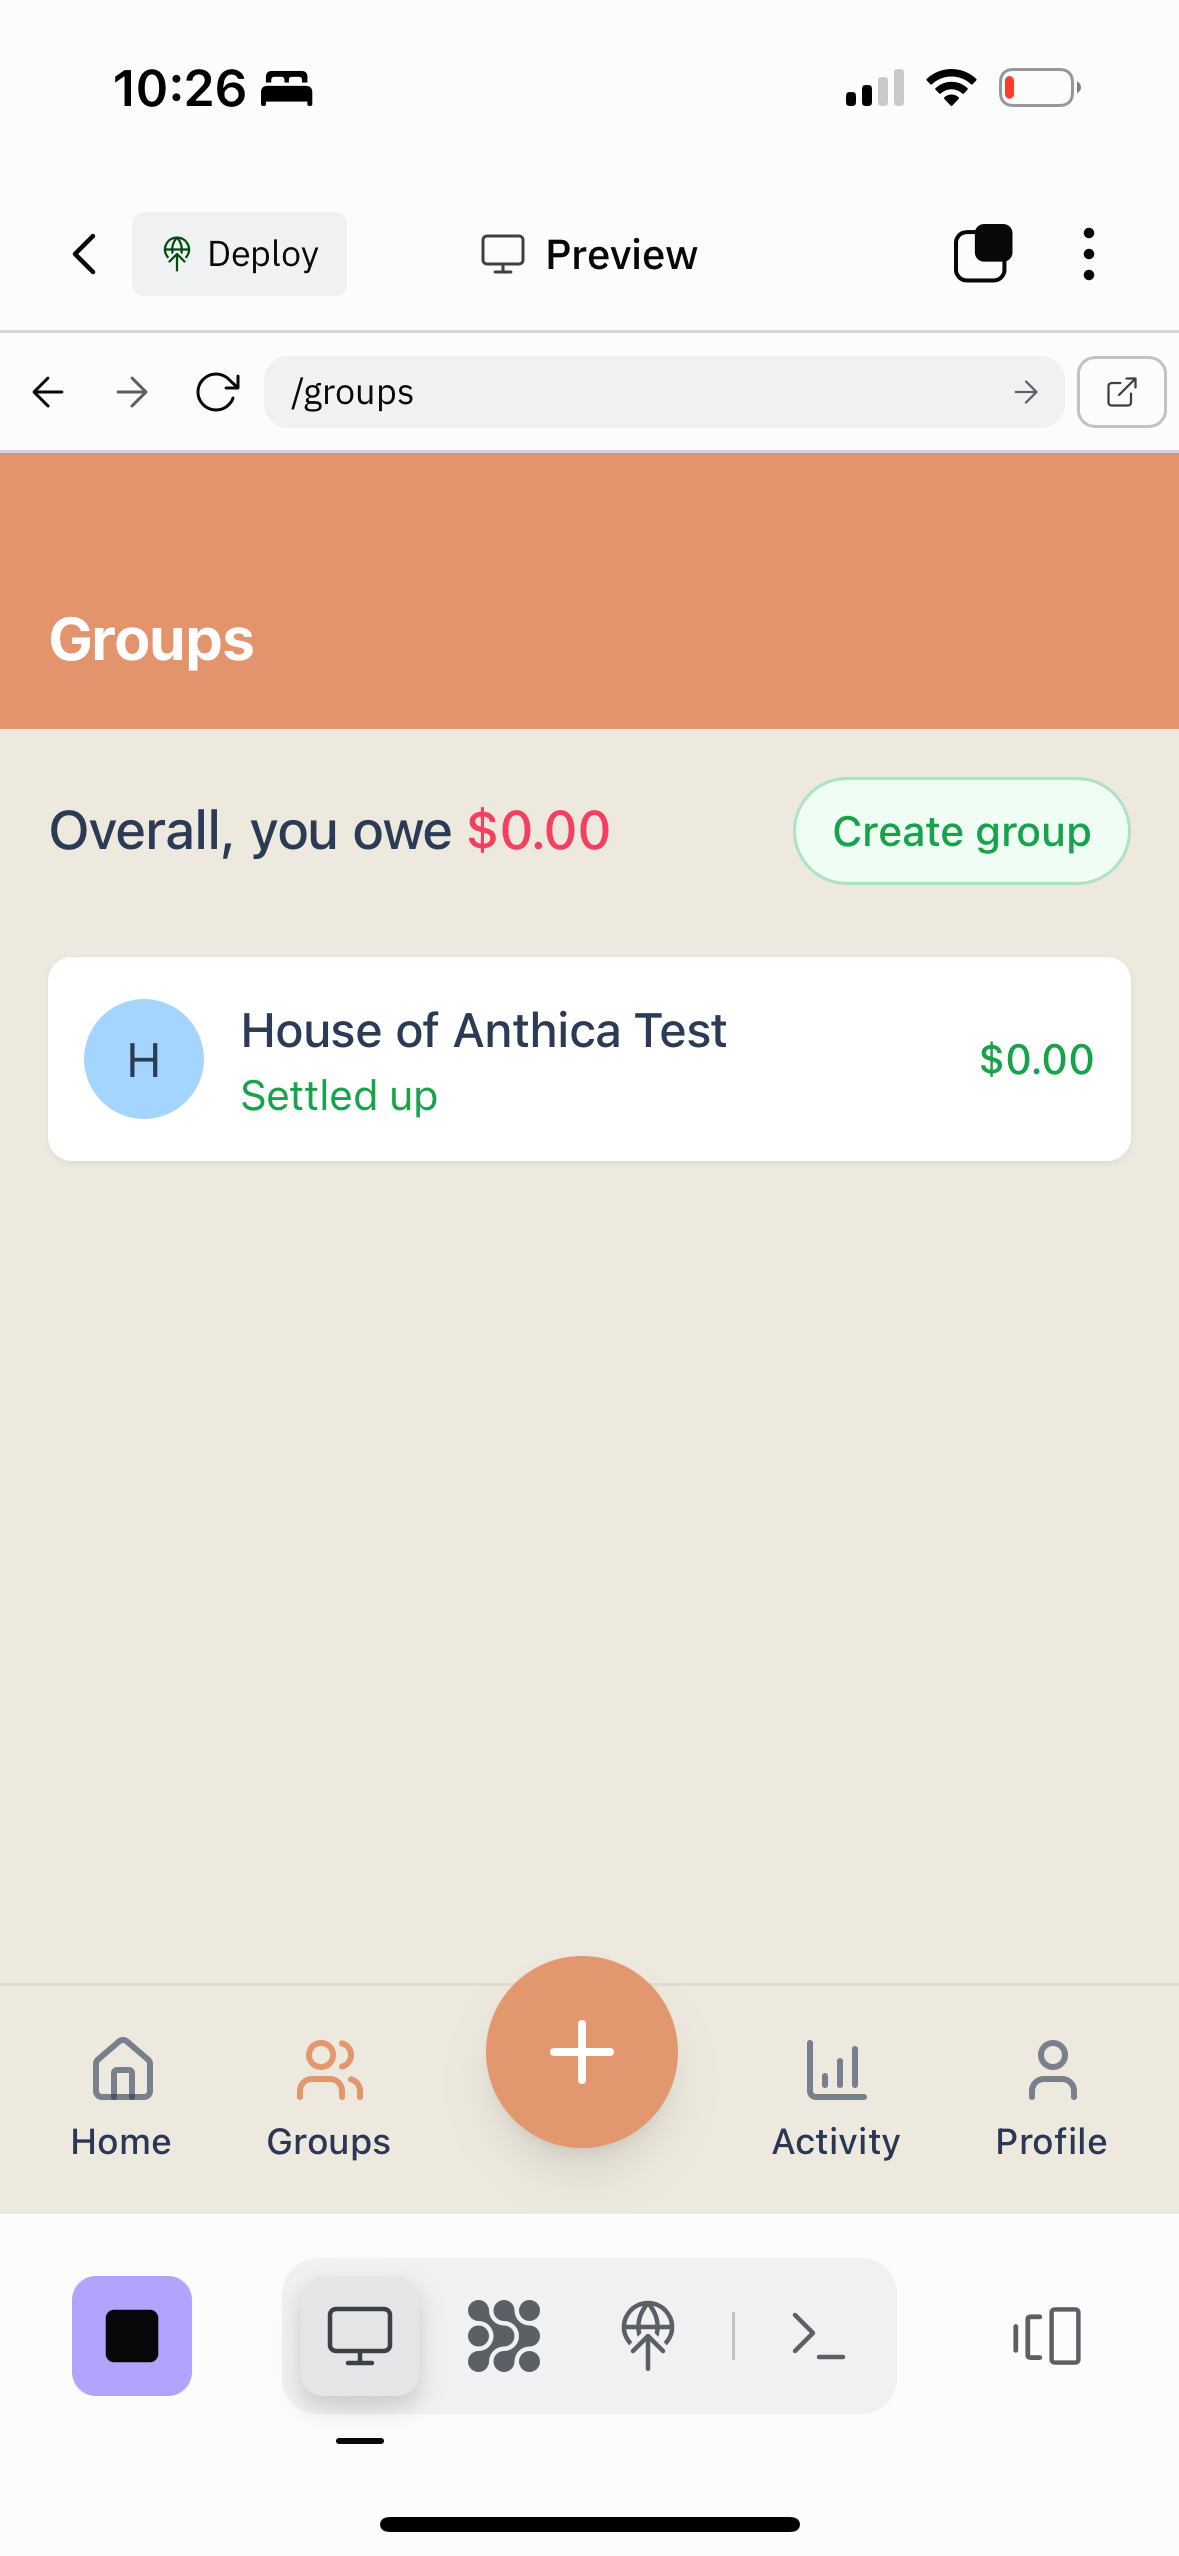 10:26
Deploy
Preview
/groups
Groups
Overall, you owe $0.00
Create group
H
House of Anthica Test
Settled up
$0.00
Home
Groups
Activity
Profile